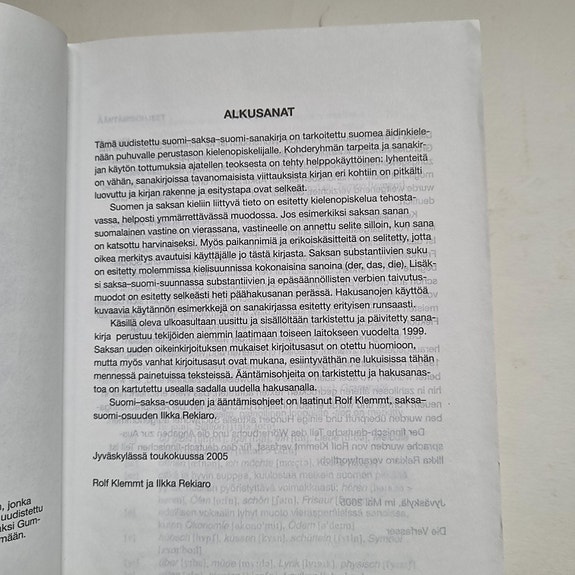 ALKUSANAT
Tämä uudistettu suomi–saksa–suomi-sanakirja on tarkoitettu suomea äidinkiele-
nään puhuvalle perustason kielenopiskelijalle. Kohderyhmän tarpeita ja sanakir-
jan käytön tottumuksia ajatellen teoksesta on tehty helppokäyttöinen: lyhenteitä
on vähän, sanakirjoissa tavanomaisista viittauksista kirjan eri kohtiin on pitkälti
luovuttu ja kirjan rakenne ja esitystapa ovat selkeät.
Suomen ja saksan kieliin liittyvä tieto on esitetty kielenopiskelua tehosta-
vassa, helposti ymmärrettävässä muodossa. Jos esimerkiksi saksan sanan
suomalainen vastine on vierassana, vastineelle on annettu selite silloin, kun sana
on katsottu harvinaiseksi. Myös paikannimiä ja erikoiskäsitteitä on selitetty, jotta
oikea merkitys avautuisi käyttäjälle jo tästä kirjasta. Saksan substantiivien suku
on esitetty molemmissa kielisuunnissa kokonaisina sanoina (der, das, die). Lisäk-
si saksa–suomi-suunnassa substantiivien ja epäsäännöllisten verbien taivutus-
muodot on esitetty selkeästi heti päähakusanan perässä. Hakusanojen käyttöä
kuvaavia käytännön esimerkkejä on sanakirjassa esitetty erityisen runsaasti.
Käsillä oleva ulkoasultaan uusittu ja sisällöltään tarkistettu ja päivitetty sana-
kirja perustuu tekijöiden aiemmin laatimaan toiseen laitokseen vuodelta 1999.
Saksan uuden oikeinkirjoituksen mukaiset kirjoitusasut on otettu huomioon,
mutta myös vanhat kirjoitusasut ovat mukana, esiintyväthän ne lukuisissa tähän
mennessä painetuissa teksteissä. Ääntämisohjeita on tarkistettu ja hakusanas-
toa on kartutettu usealla sadalla uudella hakusanalla.
Suomi–saksa-osuuden ja ääntämisohjeet on laatinut Rolf Klemmt, saksa–
suomi-osuuden Ilkka Rekiaro.
Jyväskylässä toukokuussa 2005
Rolf Klemmt ja Ilkka Rekiaro
jonka
uudistettu
ksi Gum-
mään.